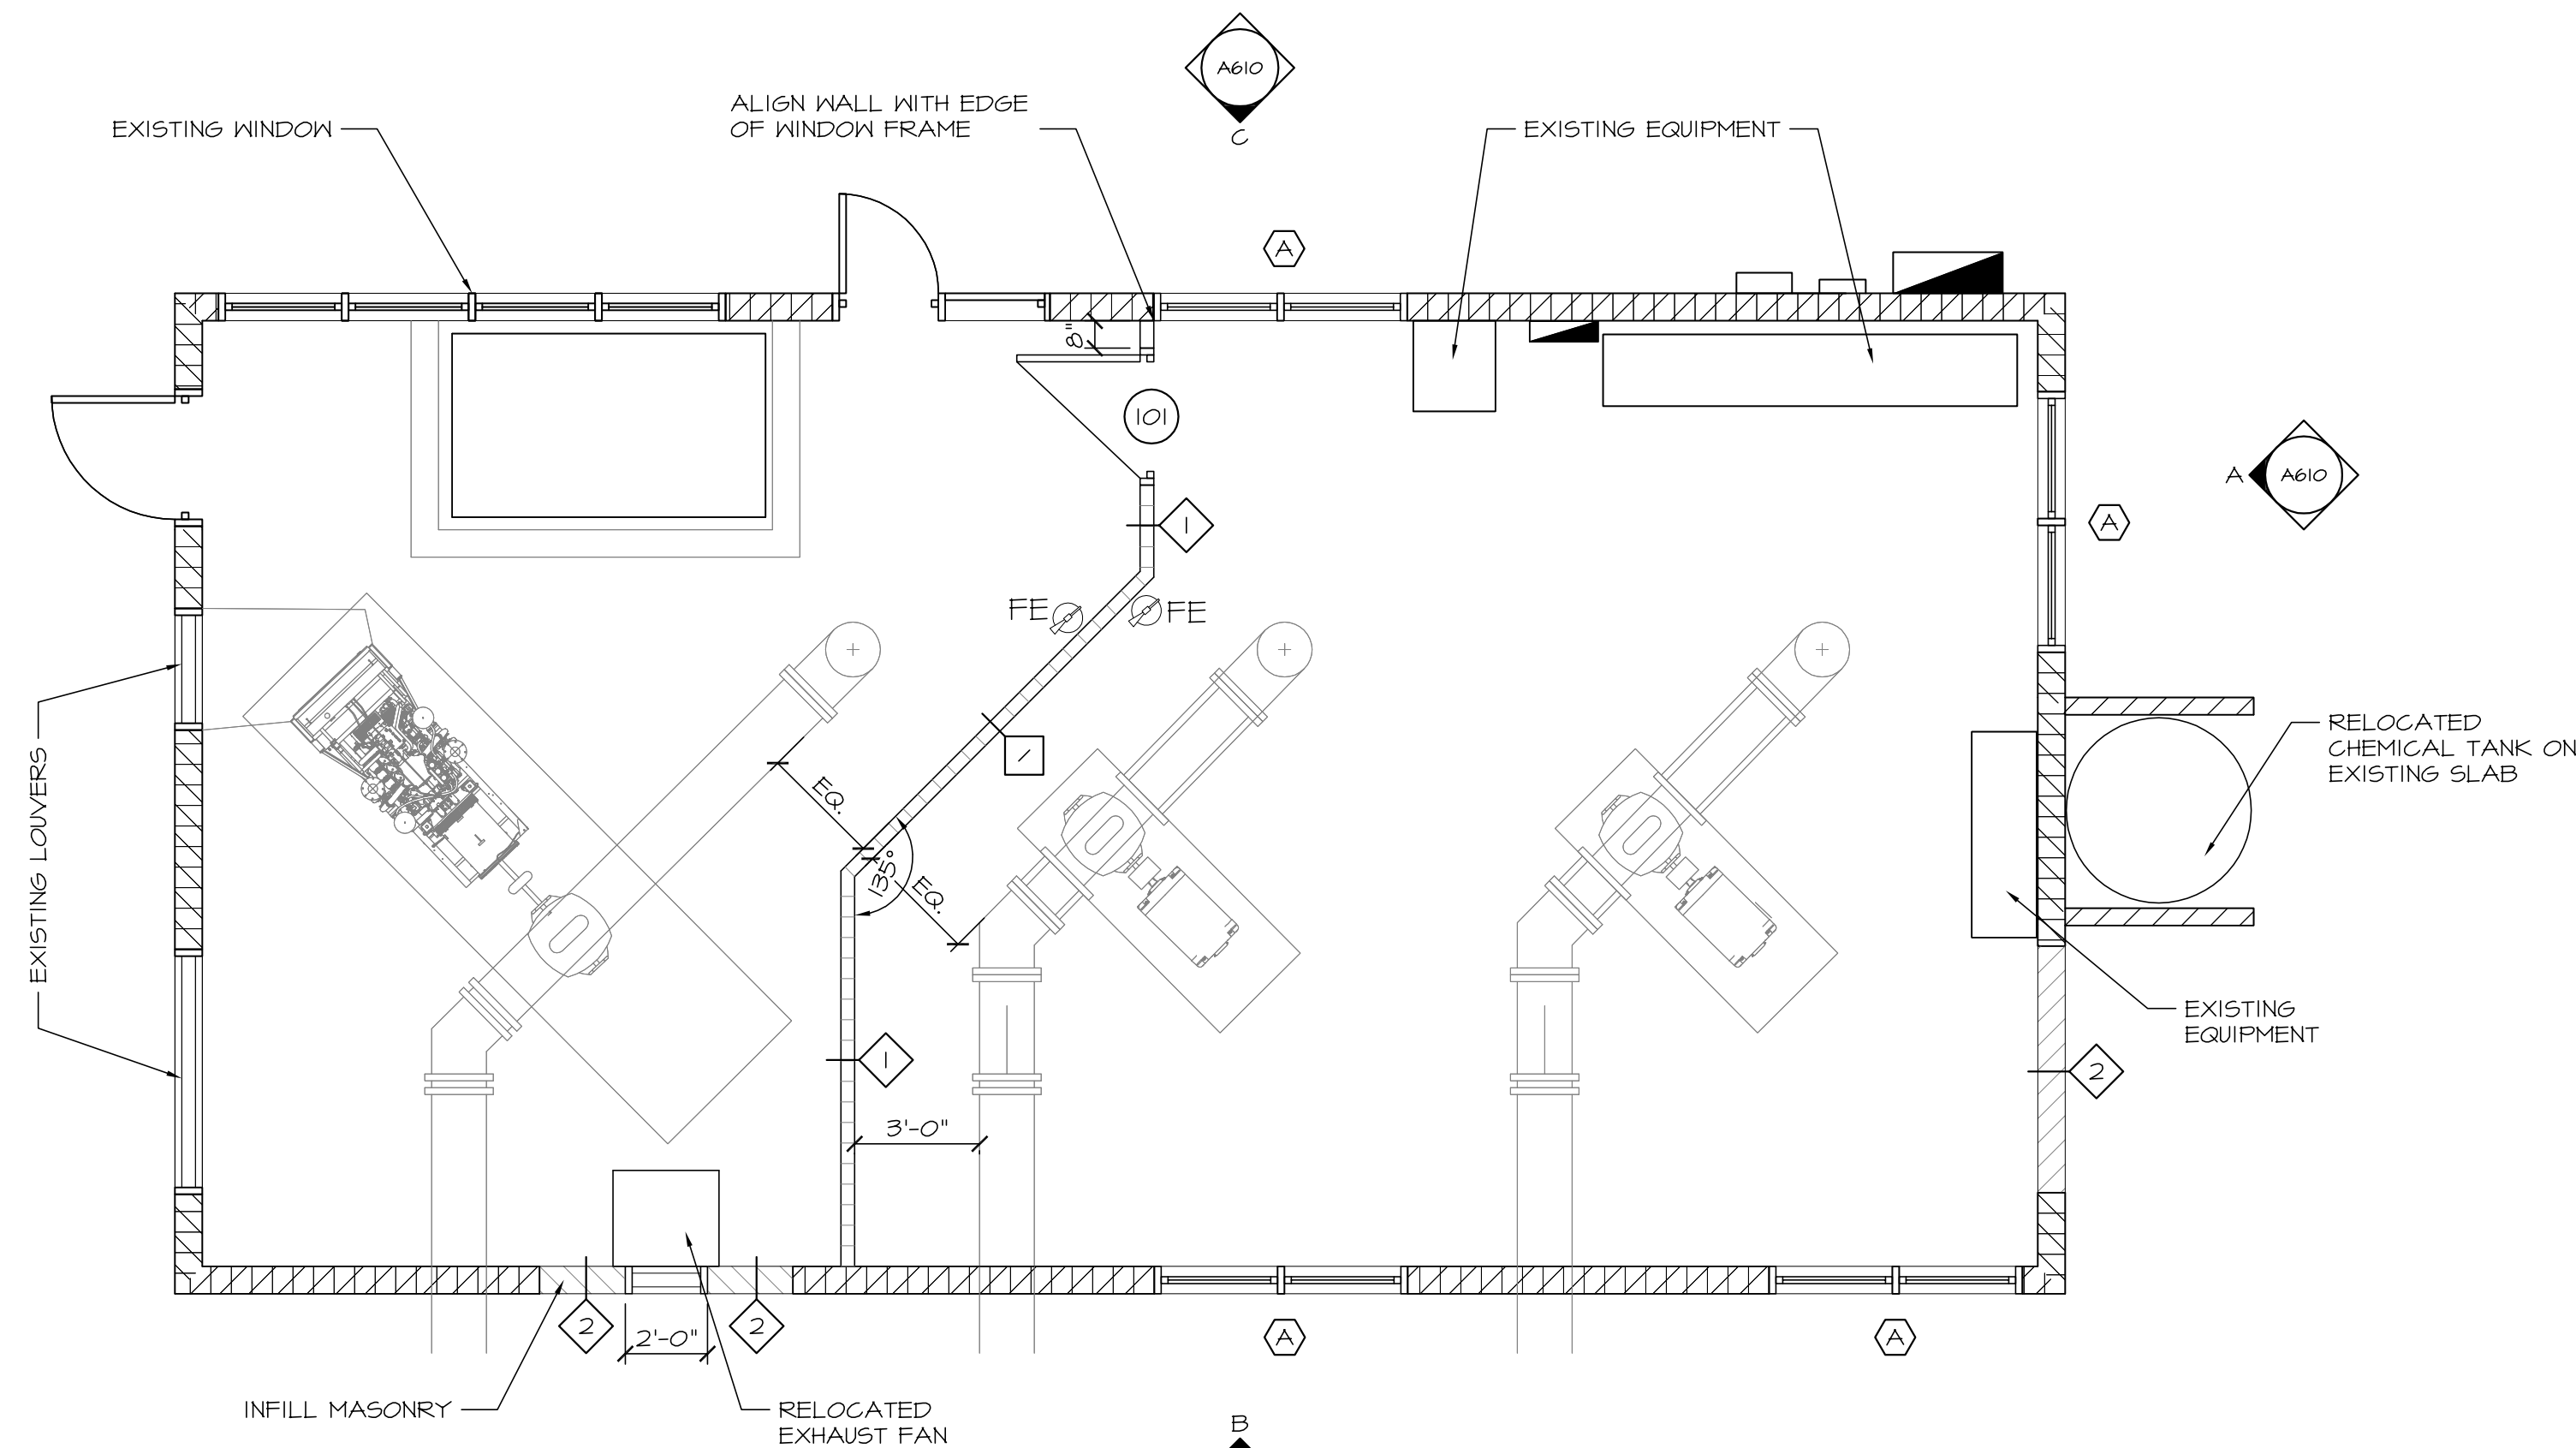 A610
C
ALIGN WALL WITH EDGE
OF WINDOW FRAME
EXISTING WINDOW
EXISTING EQUIPMENT
A
8"
101
A
A610
A
1
FE
FE
1
EQ.
135°
EQ.
RELOCATED
CHEMICAL TANK ON
EXISTING SLAB
EXISTING LOUVERS
EXISTING
EQUIPMENT
1
2
3'-0"
2
2'-0"
2
A
A
INFILL MASONRY
RELOCATED
EXHAUST FAN
B